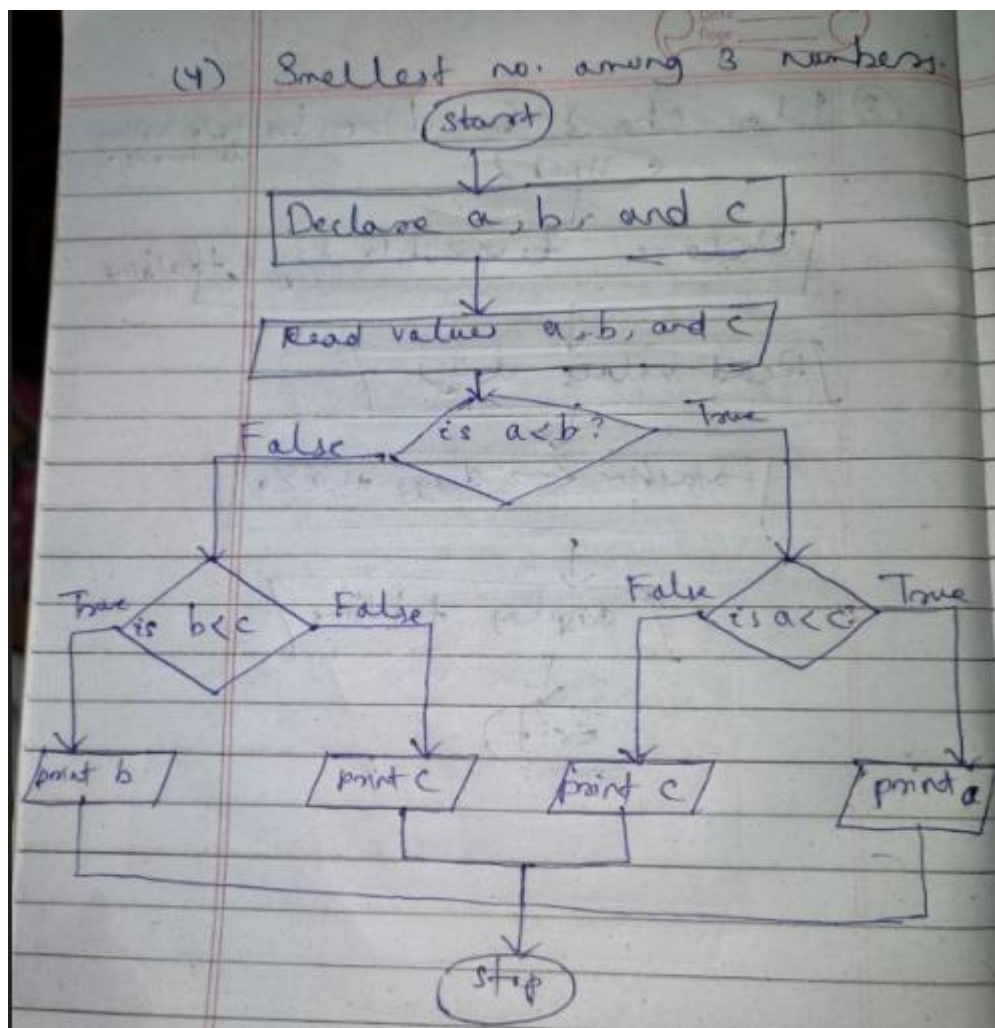 (4) Smallest no. among 3 numbers.
start
Declare a, b, and c
Read values a, b, and c
is a<b?
False
True
True
is b<c
False
False
is a<c?
True
print b
print c
print c
print a
stop